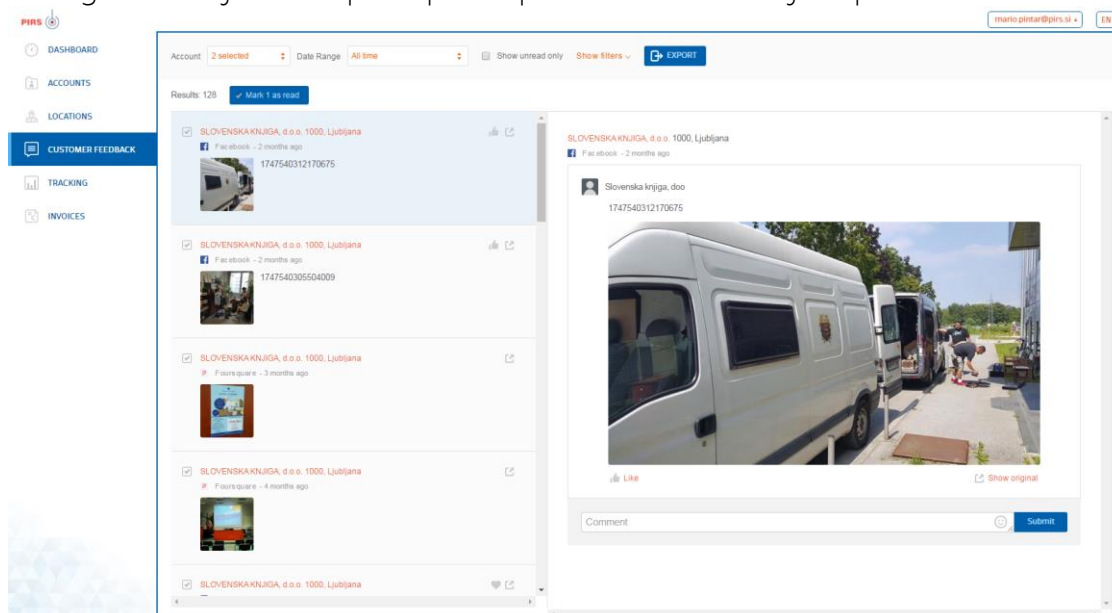 PIRS
mario.pintar@pirs.si
EN
DASHBOARD
ACCOUNTS
LOCATIONS
CUSTOMER FEEDBACK
TRACKING
INVOICES
Account 2 selected Date Range All time Show unread only Show filters EXPORT
Results: 128 Mark 1 as read
SLOVENSKA KNJIGA, d.o.o. 1000, Ljubljana
Facebook - 2 months ago
1747540312170675
SLOVENSKA KNJIGA, d.o.o. 1000, Ljubljana
Facebook - 2 months ago
1747540305504009
SLOVENSKA KNJIGA, d.o.o. 1000, Ljubljana
Foursquare - 3 months ago
SLOVENSKA KNJIGA, d.o.o. 1000, Ljubljana
Foursquare - 4 months ago
SLOVENSKA KNJIGA, d.o.o. 1000, Ljubljana
SLOVENSKA KNJIGA, d.o.o. 1000, Ljubljana
Facebook - 2 months ago
Slovenska knjiga, doo
1747540312170675
Like Show original
Comment Submit